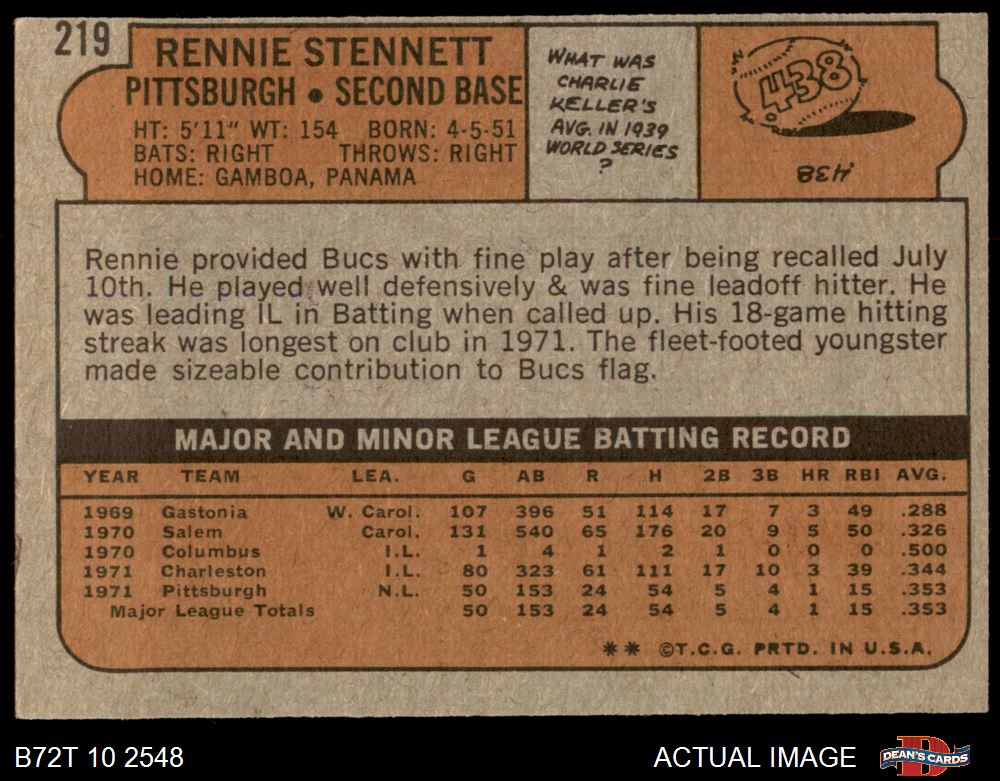 219
RENNIE STENNETT
PITTSBURGH • SECOND BASE
HT: 5'11" WT: 154 BORN: 4-5-51
BATS: RIGHT THROWS: RIGHT
HOME: GAMBOA, PANAMA
WHAT WAS
CHARLIE
KELLER'S
AVG. IN 1939
WORLD SERIES
?
.438
.438
Rennie provided Bucs with fine play after being recalled July
10th. He played well defensively & was fine leadoff hitter. He
was leading IL in Batting when called up. His 18-game hitting
streak was longest on club in 1971. The fleet-footed youngster
made sizeable contribution to Bucs flag.
MAJOR AND MINOR LEAGUE BATTING RECORD
YEAR TEAM LEA. G AB R H 2B 3B HR RBI AVG.
1969 Gastonia W. Carol. 107 396 51 114 17 7 3 49 .288
1970 Salem Carol. 131 540 65 176 20 9 5 50 .326
1970 Columbus I.L. 1 4 1 2 1 0 0 0 .500
1971 Charleston I.L. 80 323 61 111 17 10 3 39 .344
1971 Pittsburgh N.L. 50 153 24 54 5 4 1 15 .353
Major League Totals 50 153 24 54 5 4 1 15 .353
** ©T.C.G. PRTD. IN U.S.A.
B72T 10 2548
ACTUAL IMAGE
DEAN'S CARDS